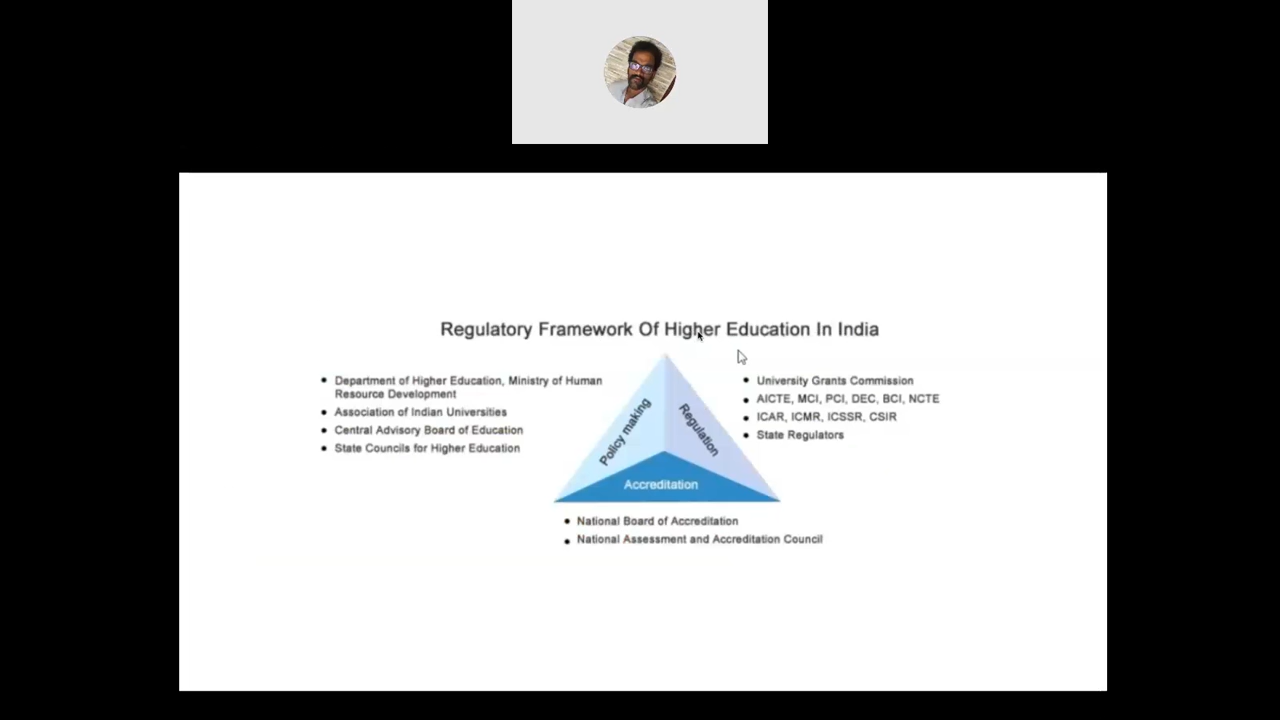 Regulatory Framework Of Higher Education In India
• Department of Higher Education, Ministry of Human
Resource Development
• Association of Indian Universities
• Central Advisory Board of Education
• State Councils for Higher Education
Policy making
Regulation
• University Grants Commission
• AICTE, MCI, PCI, DEC, BCI, NCTE
• ICAR, ICMR, ICSSR, CSIR
• State Regulators
Accreditation
• National Board of Accreditation
• National Assessment and Accreditation Council